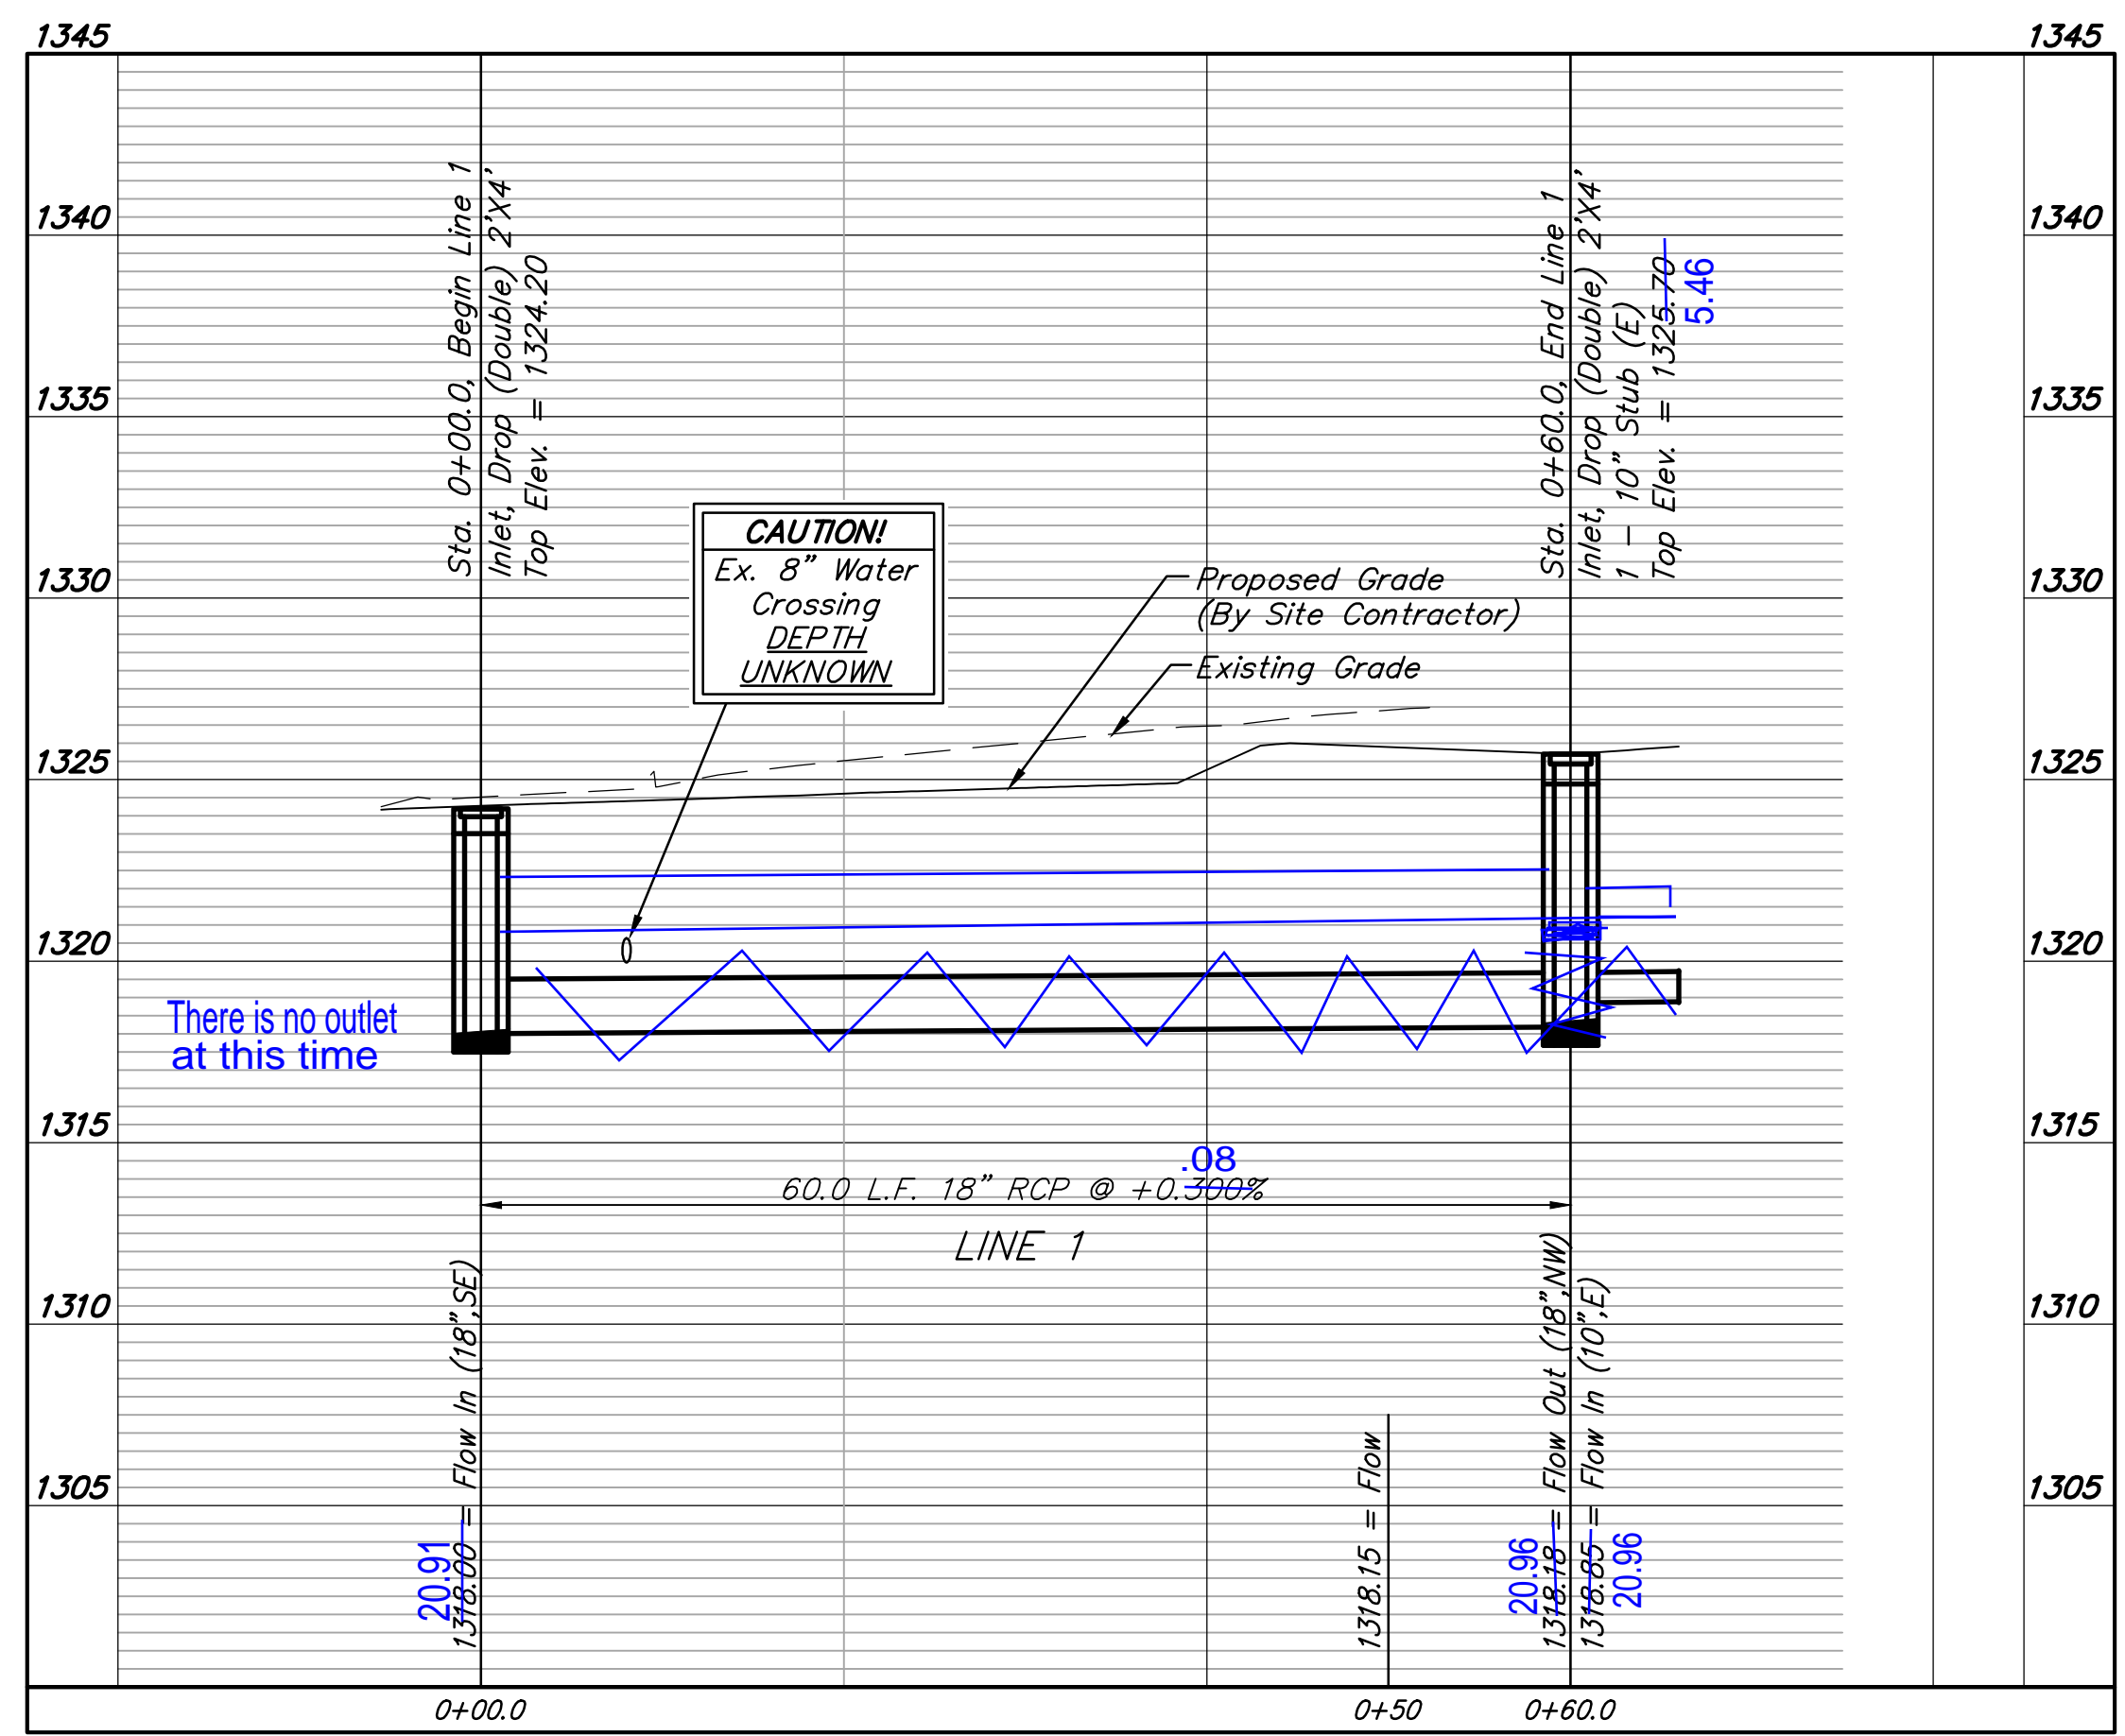 1345
1345
1340
1340
1335
1335
1330
1330
1325
1325
1320
1320
1315
1315
1310
1310
1305
1305
Sta. 0+00.0, Begin Line 1
Inlet, Drop (Double) 2'X4'
Top Elev. = 1324.20
Sta. 0+60.0, End Line 1
Inlet, Drop (Double) 2'X4'
1 - 10" Stub (E)
Top Elev. = 1325.70
5.46
CAUTION!
Ex. 8" Water
Crossing
DEPTH
UNKNOWN
Proposed Grade
(By Site Contractor)
Existing Grade
There is no outlet
at this time
.08
60.0 L.F. 18" RCP @ +0.300%
LINE 1
20.91
1318.00 = Flow In (18",SE)
1318.15 = Flow
20.96
1318.18 = Flow Out (18",NW)
1318.85 = Flow In (10",E)
20.96
0+00.0
0+50
0+60.0